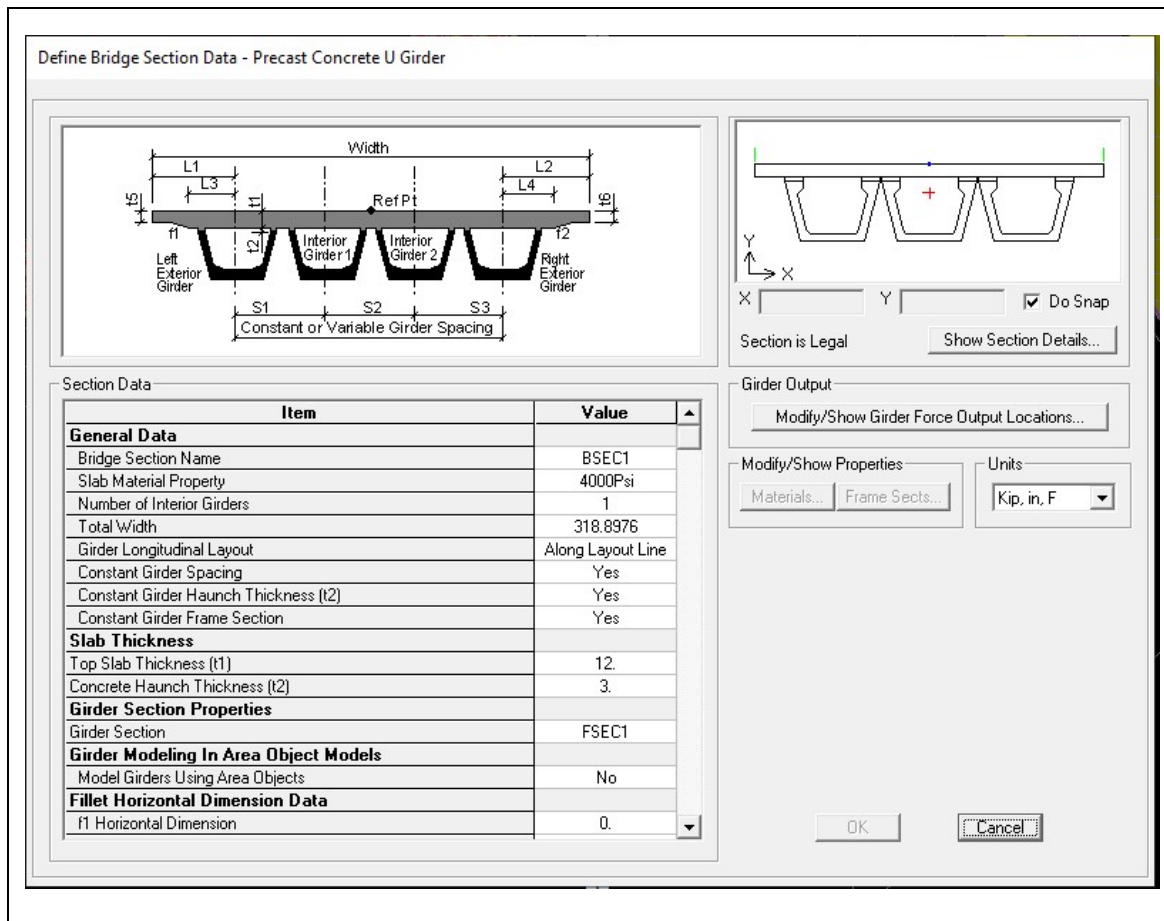 Define Bridge Section Data - Precast Concrete U Girder
Width
L1
L2
L3
L4
t5
t1
Ref Pt
t6
f1
t2
f2
Interior
Girder 1
Interior
Girder 2
Left
Exterior
Girder
Right
Exterior
Girder
S1
S2
S3
Constant or Variable Girder Spacing
Y
X
X
Y
Do Snap
Section is Legal
Show Section Details...
Section Data
Item Value
General Data
Bridge Section Name BSEC1
Slab Material Property 4000Psi
Number of Interior Girders 1
Total Width 318.8976
Girder Longitudinal Layout Along Layout Line
Constant Girder Spacing Yes
Constant Girder Haunch Thickness (t2) Yes
Constant Girder Frame Section Yes
Slab Thickness
Top Slab Thickness (t1) 12.
Concrete Haunch Thickness (t2) 3.
Girder Section Properties
Girder Section FSEC1
Girder Modeling In Area Object Models
Model Girders Using Area Objects No
Fillet Horizontal Dimension Data
f1 Horizontal Dimension 0.
Girder Output
Modify/Show Girder Force Output Locations...
Modify/Show Properties
Materials...
Frame Sects...
Units
Kip, in, F
OK
Cancel